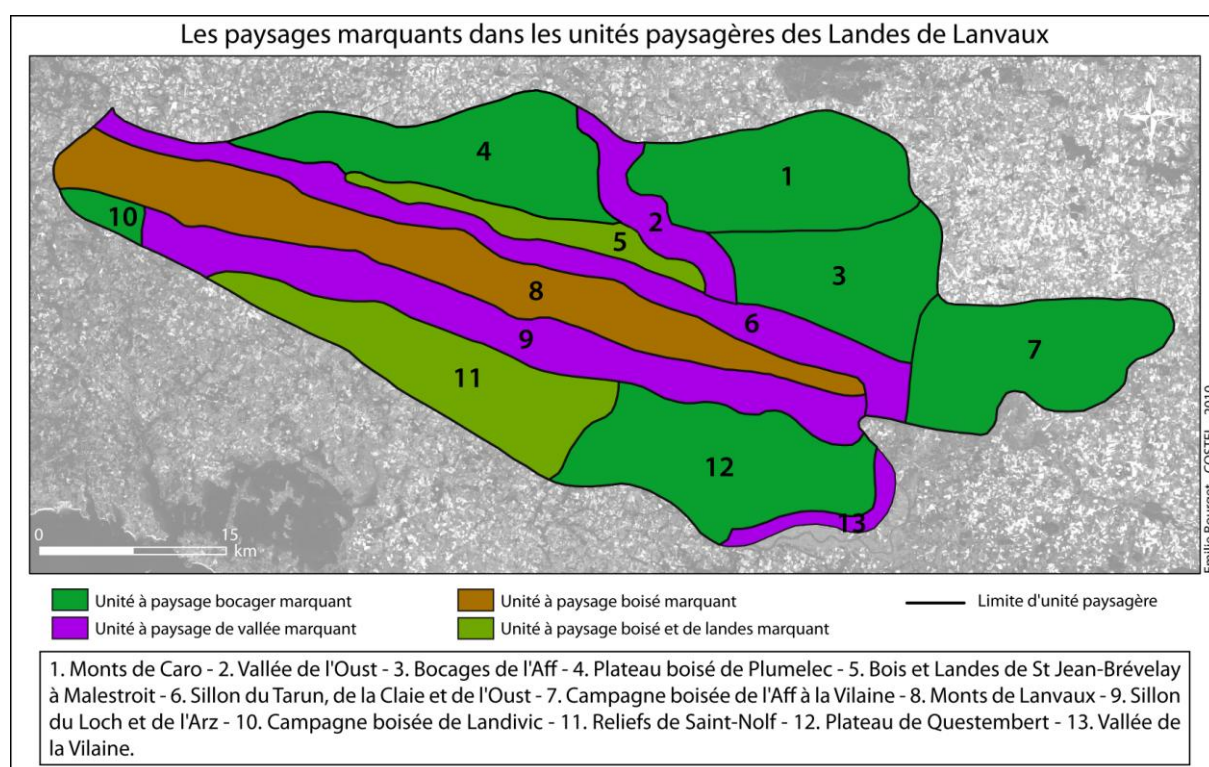 Les paysages marquants dans les unités paysagères des Landes de Lanvaux
N
W
4
1
2
10
5
3
8
6
9
7
11
12
13
0 15
km
Emilie Bourget - COSTEL - 2010
Unité à paysage bocager marquant
Unité à paysage boisé marquant
Limite d'unité paysagère
Unité à paysage de vallée marquant
Unité à paysage boisé et de landes marquant
1. Monts de Caro - 2. Vallée de l'Oust - 3. Bocages de l'Aff - 4. Plateau boisé de Plumelec - 5. Bois et Landes de St Jean-Brévelay
à Malestroit - 6. Sillon du Tarun, de la Claie et de l'Oust - 7. Campagne boisée de l'Aff à la Vilaine - 8. Monts de Lanvaux - 9. Sillon
du Loch et de l'Arz - 10. Campagne boisée de Landivic - 11. Reliefs de Saint-Nolf - 12. Plateau de Questembert - 13. Vallée de
la Vilaine.